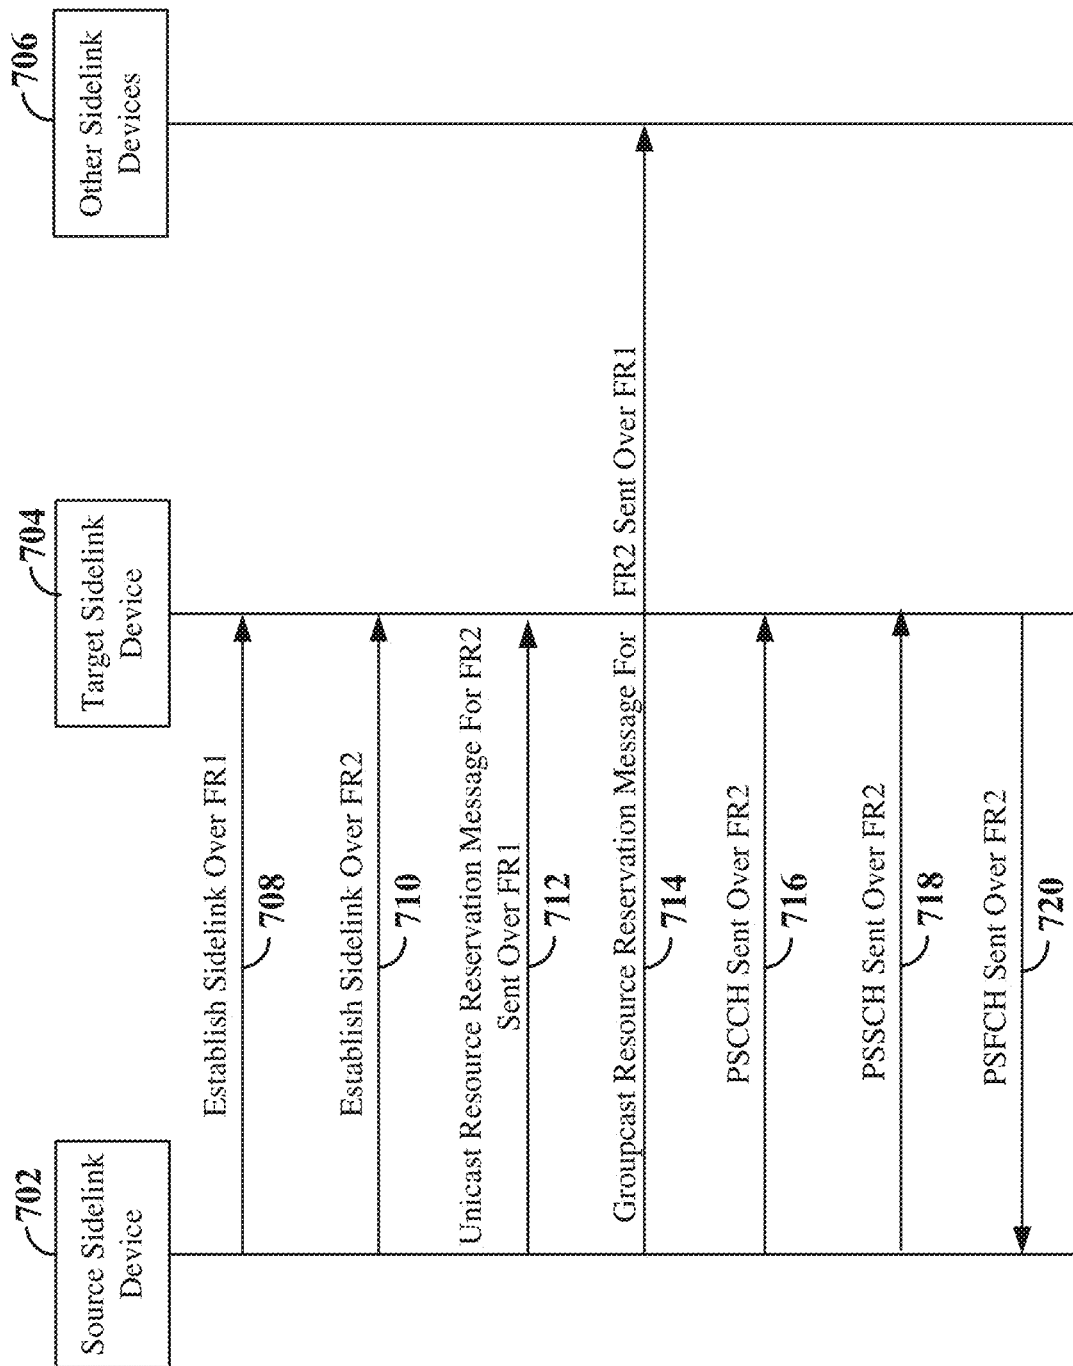 702
Source Sidelink
Device
704
Target Sidelink
Device
706
Other Sidelink
Devices
Establish Sidelink Over FR1
708
Establish Sidelink Over FR2
710
Unicast Resource Reservation Message For FR2
Sent Over FR1
712
Groupcast Resource Reservation Message For FR2 Sent Over FR1
714
PSCCH Sent Over FR2
716
PSSCH Sent Over FR2
718
PSFCH Sent Over FR2
720